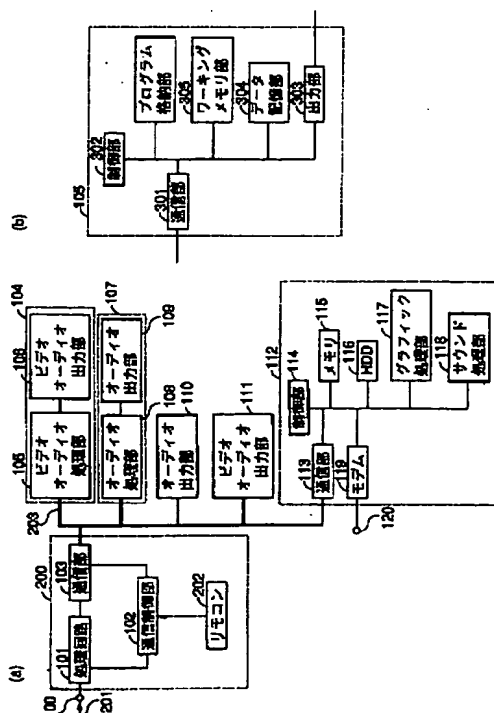 (a)
00
201
101
処理回路
200
103
通信部
102
通信制御部
202
リモコン
203
104
105
ビデオ
オーディオ
処理部
106
ビデオ
オーディオ
出力部
107
108
オーディオ
処理部
109
オーディオ
出力部
110
オーディオ
出力部
111
ビデオ
オーディオ
出力部
112
113
通信部
114
制御部
115
メモリ
116
HDD
117
グラフィック
処理部
118
サウンド
処理部
119
モデム
120
(b)
105
301
通信部
302
制御部
プログラム
格納部
305
ワーキング
メモリ部
304
データ
記憶部
303
出力部